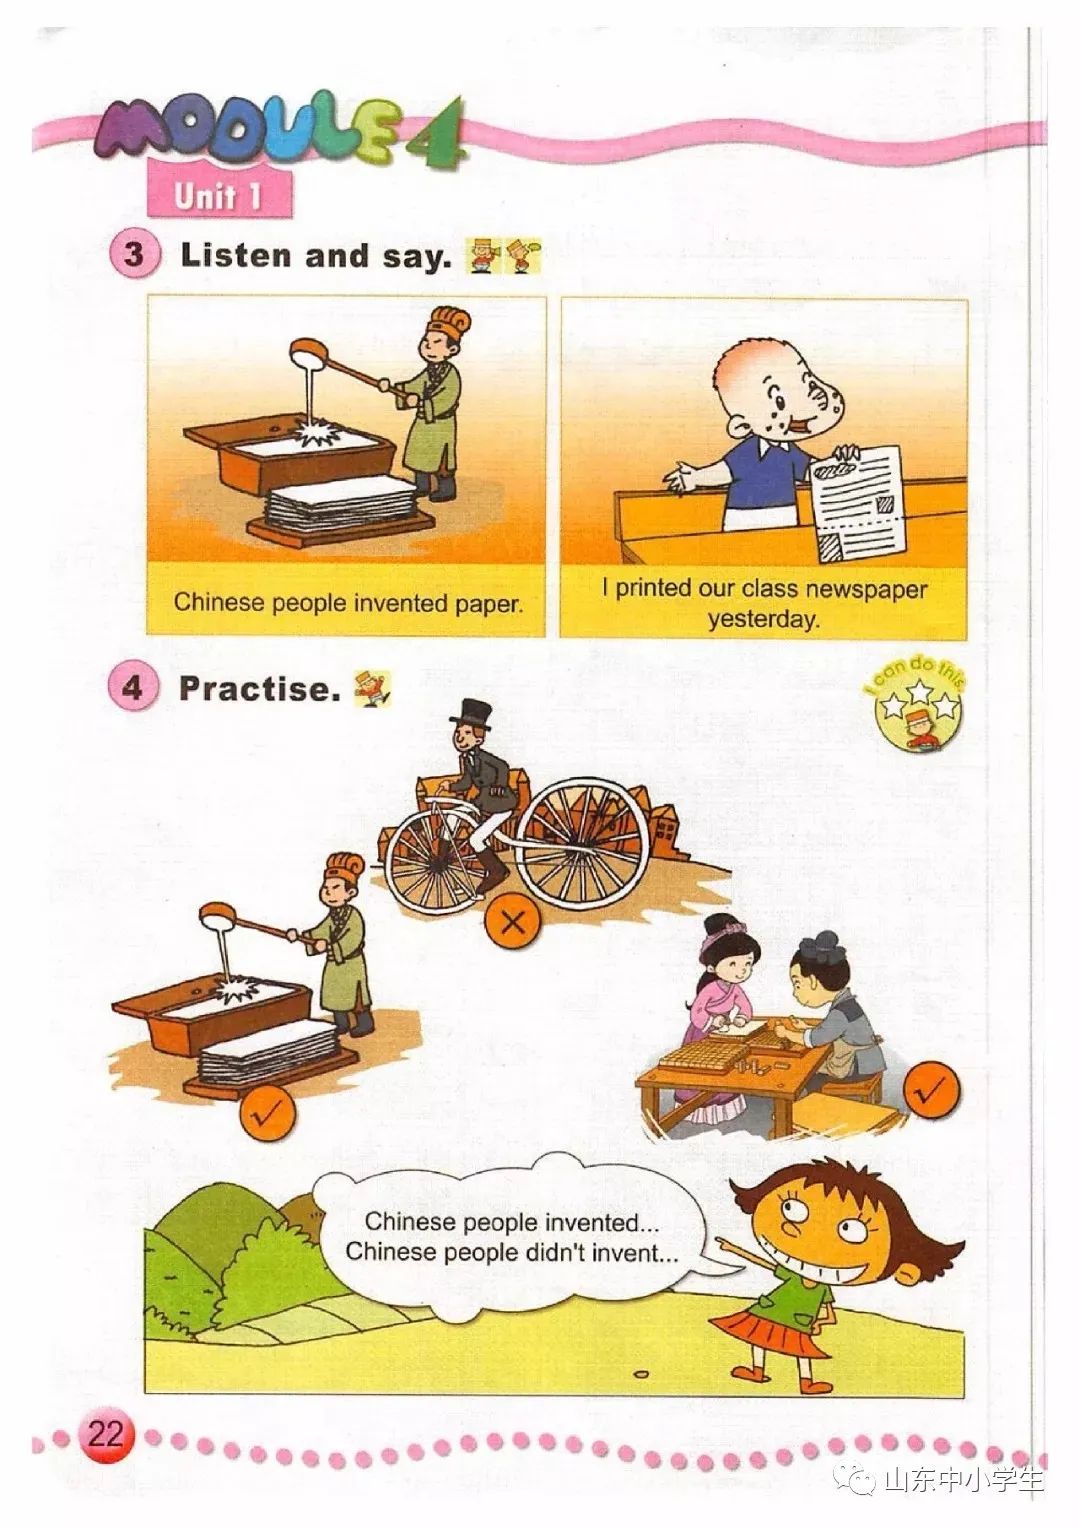 MODULE 4
Unit 1
3 Listen and say.
Chinese people invented paper.
I printed our class newspaper
yesterday.
4 Practise.
I can do this.
Chinese people invented...
Chinese people didn't invent...
22
山东中小学生